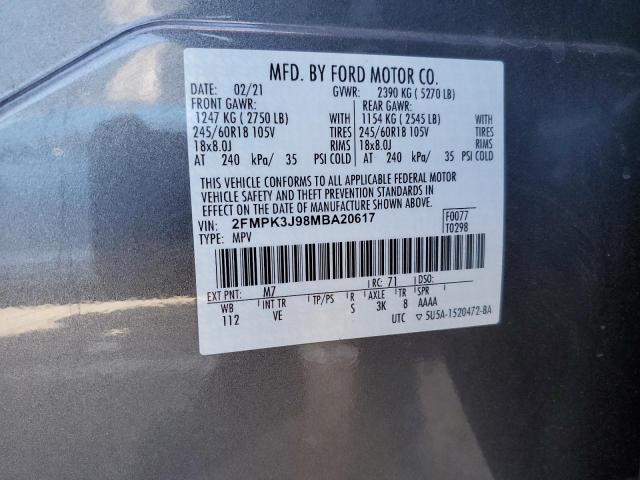 MFD. BY FORD MOTOR CO.
DATE: 02/21 GVWR: 2390 KG ( 5270 LB)
FRONT GAWR: REAR GAWR:
1247 KG ( 2750 LB) WITH 1154 KG ( 2545 LB) WITH
245/60R18 105V TIRES 245/60R18 105V TIRES
18x8.0J RIMS 18x8.0J RIMS
AT 240 kPa/ 35 PSI COLD AT 240 kPa/ 35 PSI COLD
THIS VEHICLE CONFORMS TO ALL APPLICABLE FEDERAL MOTOR
VEHICLE SAFETY AND THEFT PREVENTION STANDARDS IN
EFFECT ON THE DATE OF MANUFACTURE SHOWN ABOVE.
VIN: 2FMPK3J98MBA20617 F0077
TYPE: MPV T0298
EXT PNT: M7 RC: 71 DSO:
WB INT TR TP/PS R AXLE TR SPR
112 VE S 3K 8 AAAA
UTC ▽ 5U5A-1520472-BA